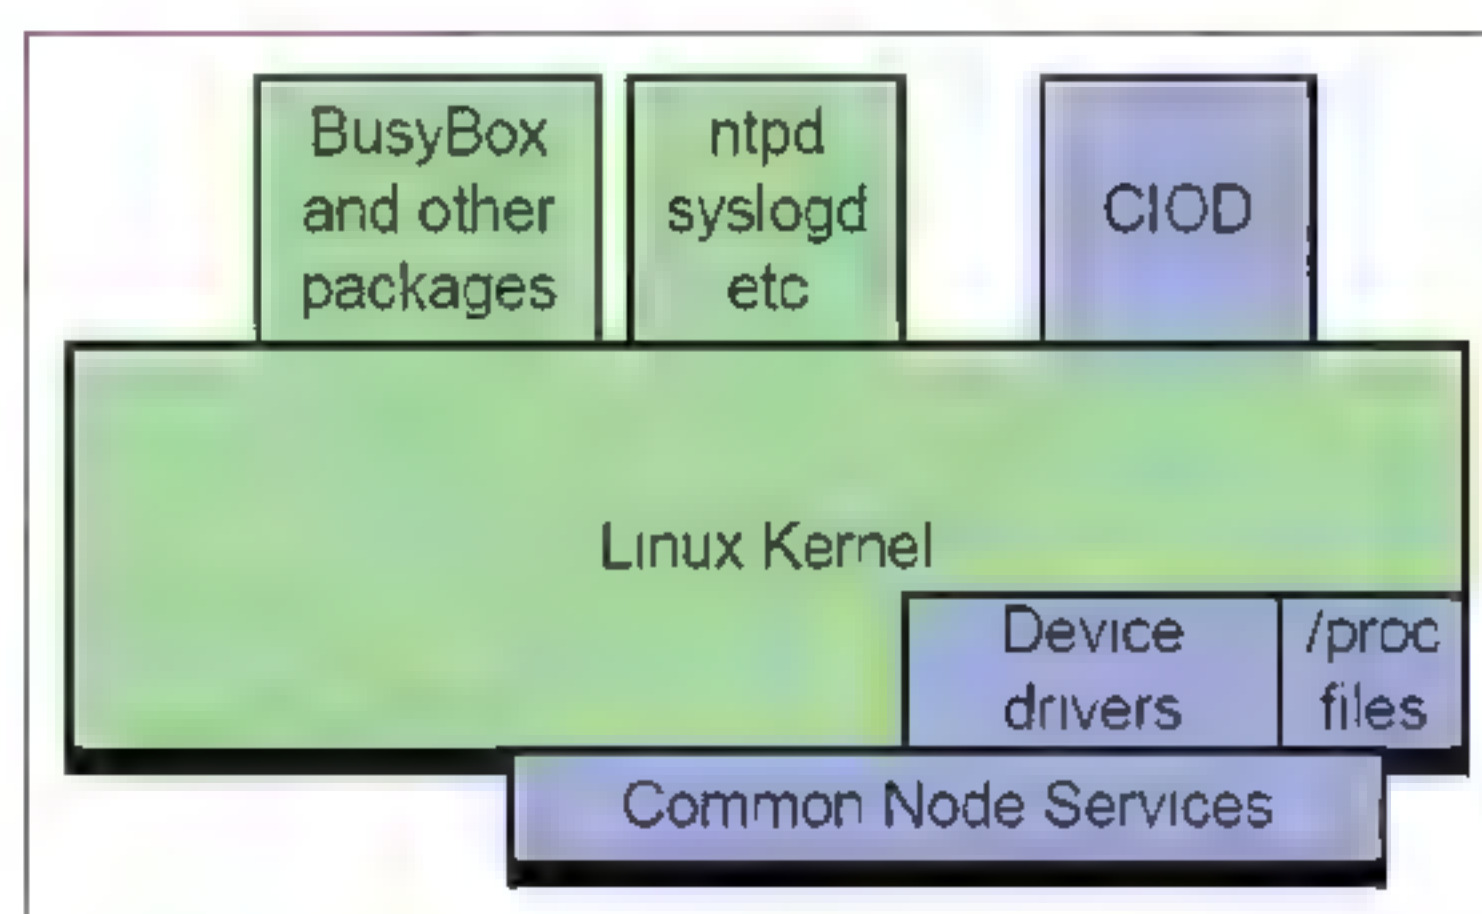 BusyBox
and other
packages
ntpd
syslogd
etc
CIOD
Linux Kernel
Device
drivers
/proc
files
Common Node Services